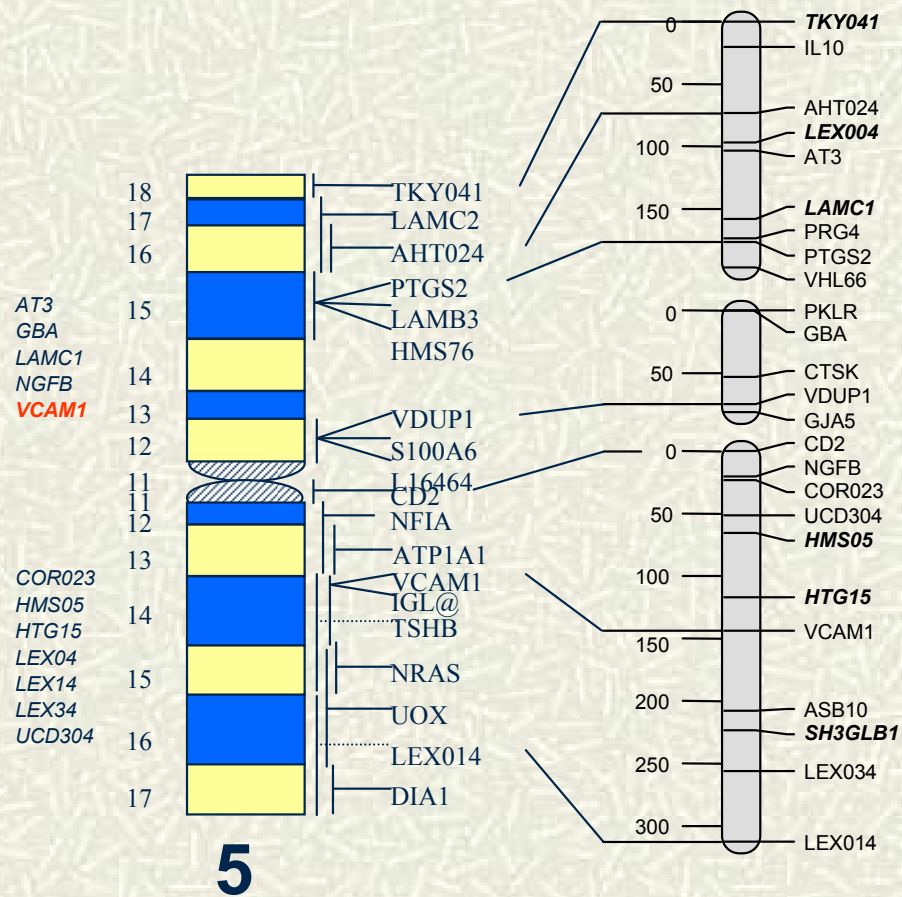 AT3
GBA
LAMC1
NGFB
VCAM1
COR023
HMS05
HTG15
LEX04
LEX14
LEX34
UCD304
18
17
16
15
14
13
12
11
11
12
13
14
15
16
17
TKY041
LAMC2
AHT024
PTGS2
LAMB3
HMS76
VDUP1
S100A6
L16464
CD2
NFIA
ATP1A1
VCAM1
IGL@
TSHB
NRAS
UOX
LEX014
DIA1
5
0
50
100
150
TKY041
IL10
AHT024
LEX004
AT3
LAMC1
PRG4
PTGS2
VHL66
0
50
PKLR
GBA
CTSK
VDUP1
GJA5
0
50
100
150
200
250
300
CD2
NGFB
COR023
UCD304
HMS05
HTG15
VCAM1
ASB10
SH3GLB1
LEX034
LEX014